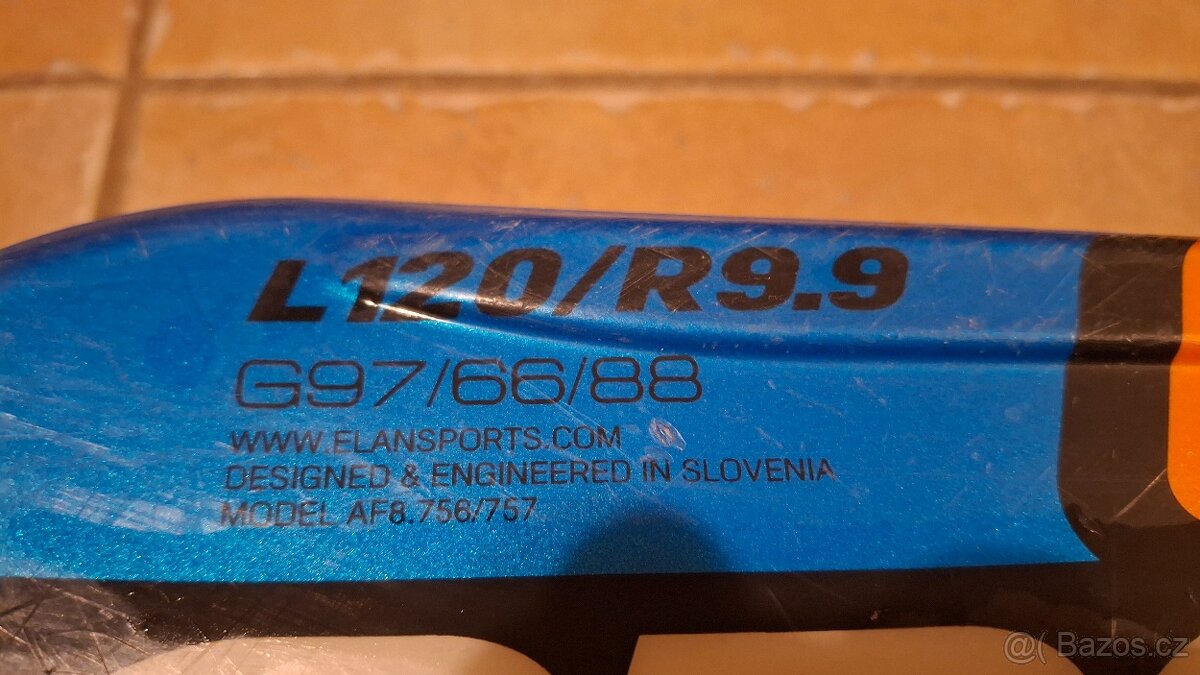 L120/R9.9
G97/66/88
WWW.ELANSPORTS.COM
DESIGNED & ENGINEERED IN SLOVENIA
MODEL AF8.756/757
Bazos.cz